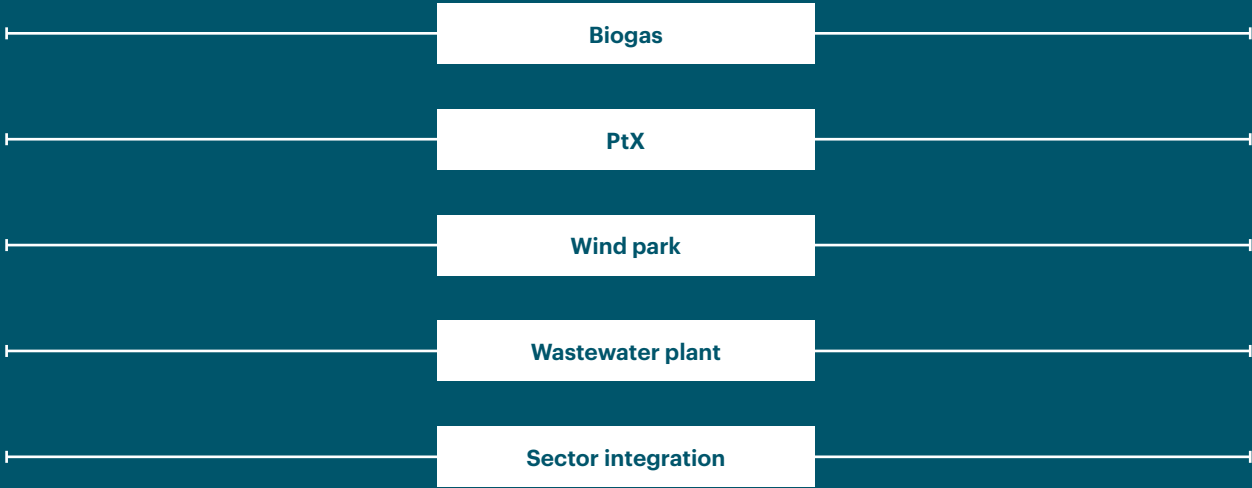 Biogas
PtX
Wind park
Wastewater plant
Sector integration